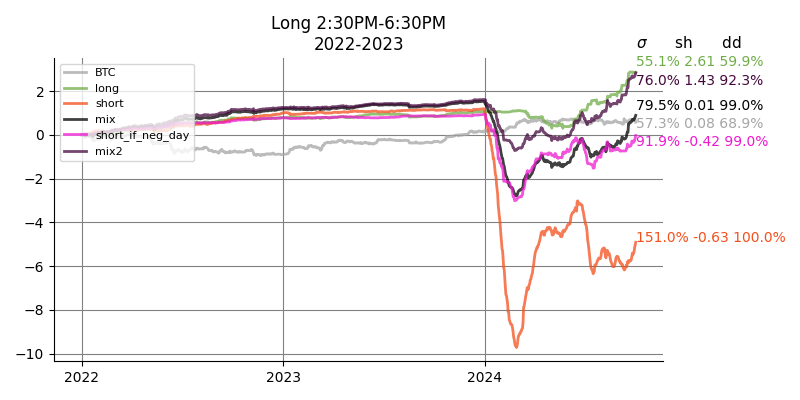 Long 2:30PM-6:30PM
2022-2023
σ sh dd
55.1% 2.61 59.9%
76.0% 1.43 92.3%
79.5% 0.01 99.0%
57.3% 0.08 68.9%
91.9% -0.42 99.0%
151.0% -0.63 100.0%
BTC
long
short
mix
short_if_neg_day
mix2
2
0
−2
−4
−6
−8
−10
2022 2023 2024